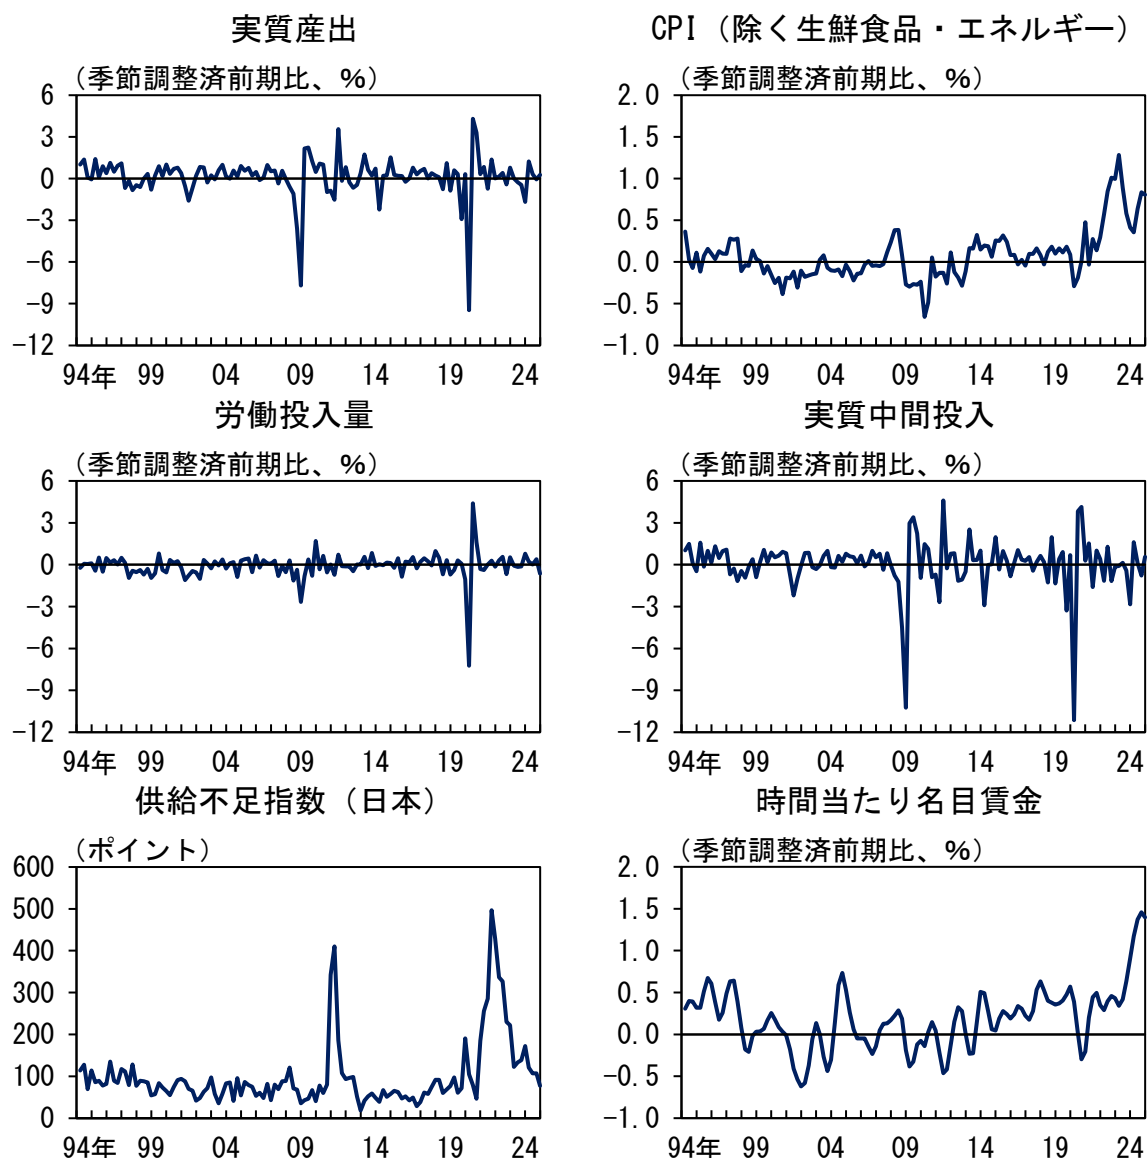 実質産出
（季節調整済前期比、%）
6
3
0
-3
-6
-9
-12
94年 99 04 09 14 19 24
CPI（除く生鮮食品・エネルギー）
（季節調整済前期比、%）
2.0
1.5
1.0
0.5
0.0
-0.5
-1.0
94年 99 04 09 14 19 24
労働投入量
（季節調整済前期比、%）
6
3
0
-3
-6
-9
-12
94年 99 04 09 14 19 24
実質中間投入
（季節調整済前期比、%）
6
3
0
-3
-6
-9
-12
94年 99 04 09 14 19 24
供給不足指数（日本）
（ポイント）
600
500
400
300
200
100
0
94年 99 04 09 14 19 24
時間当たり名目賃金
（季節調整済前期比、%）
2.0
1.5
1.0
0.5
0.0
-0.5
-1.0
94年 99 04 09 14 19 24